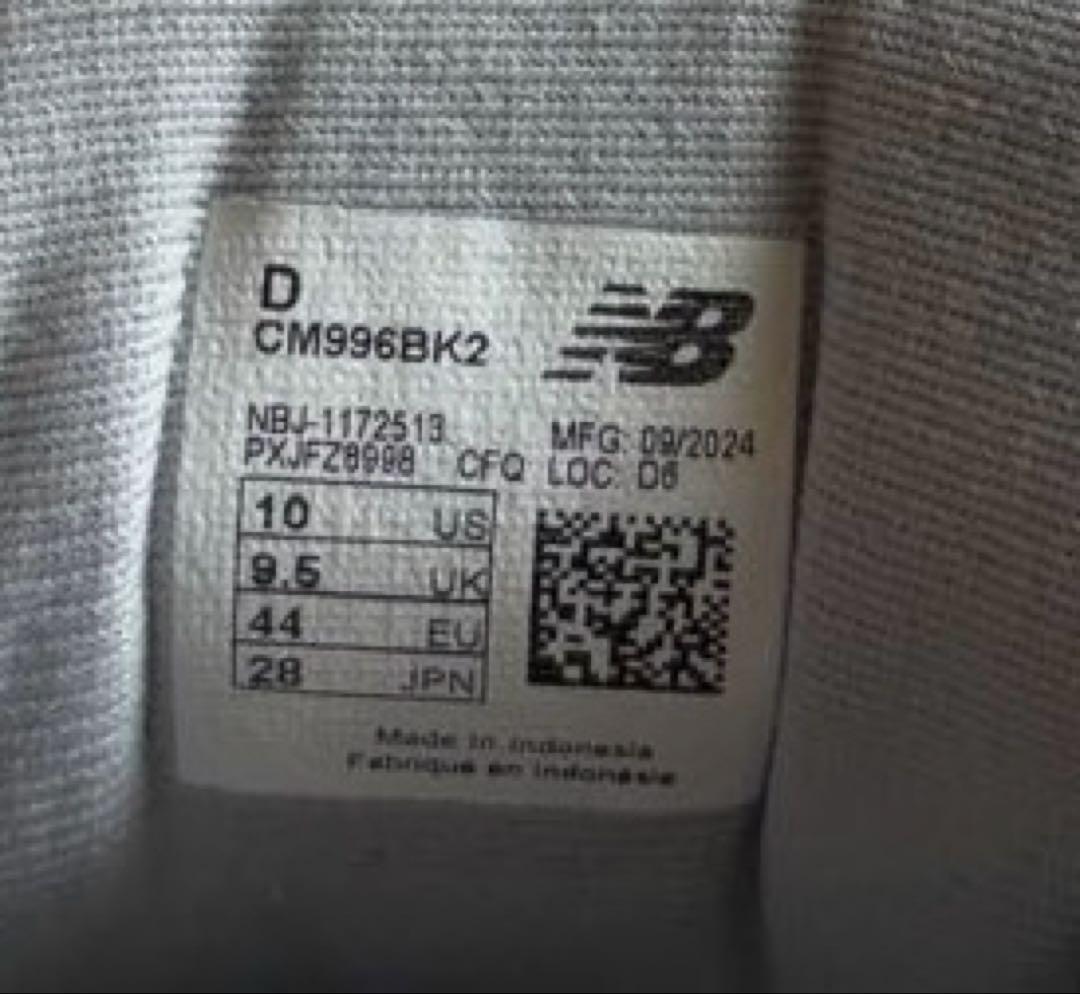 D
CM996BK2
NB
NBJ-1172513 MFG: 09/2024
PXJFZ8998 CFQ LOC: D6
10 US
9.5 UK
44 EU
28 JPN
Made in Indonesia
Fabriqué en Indonésie